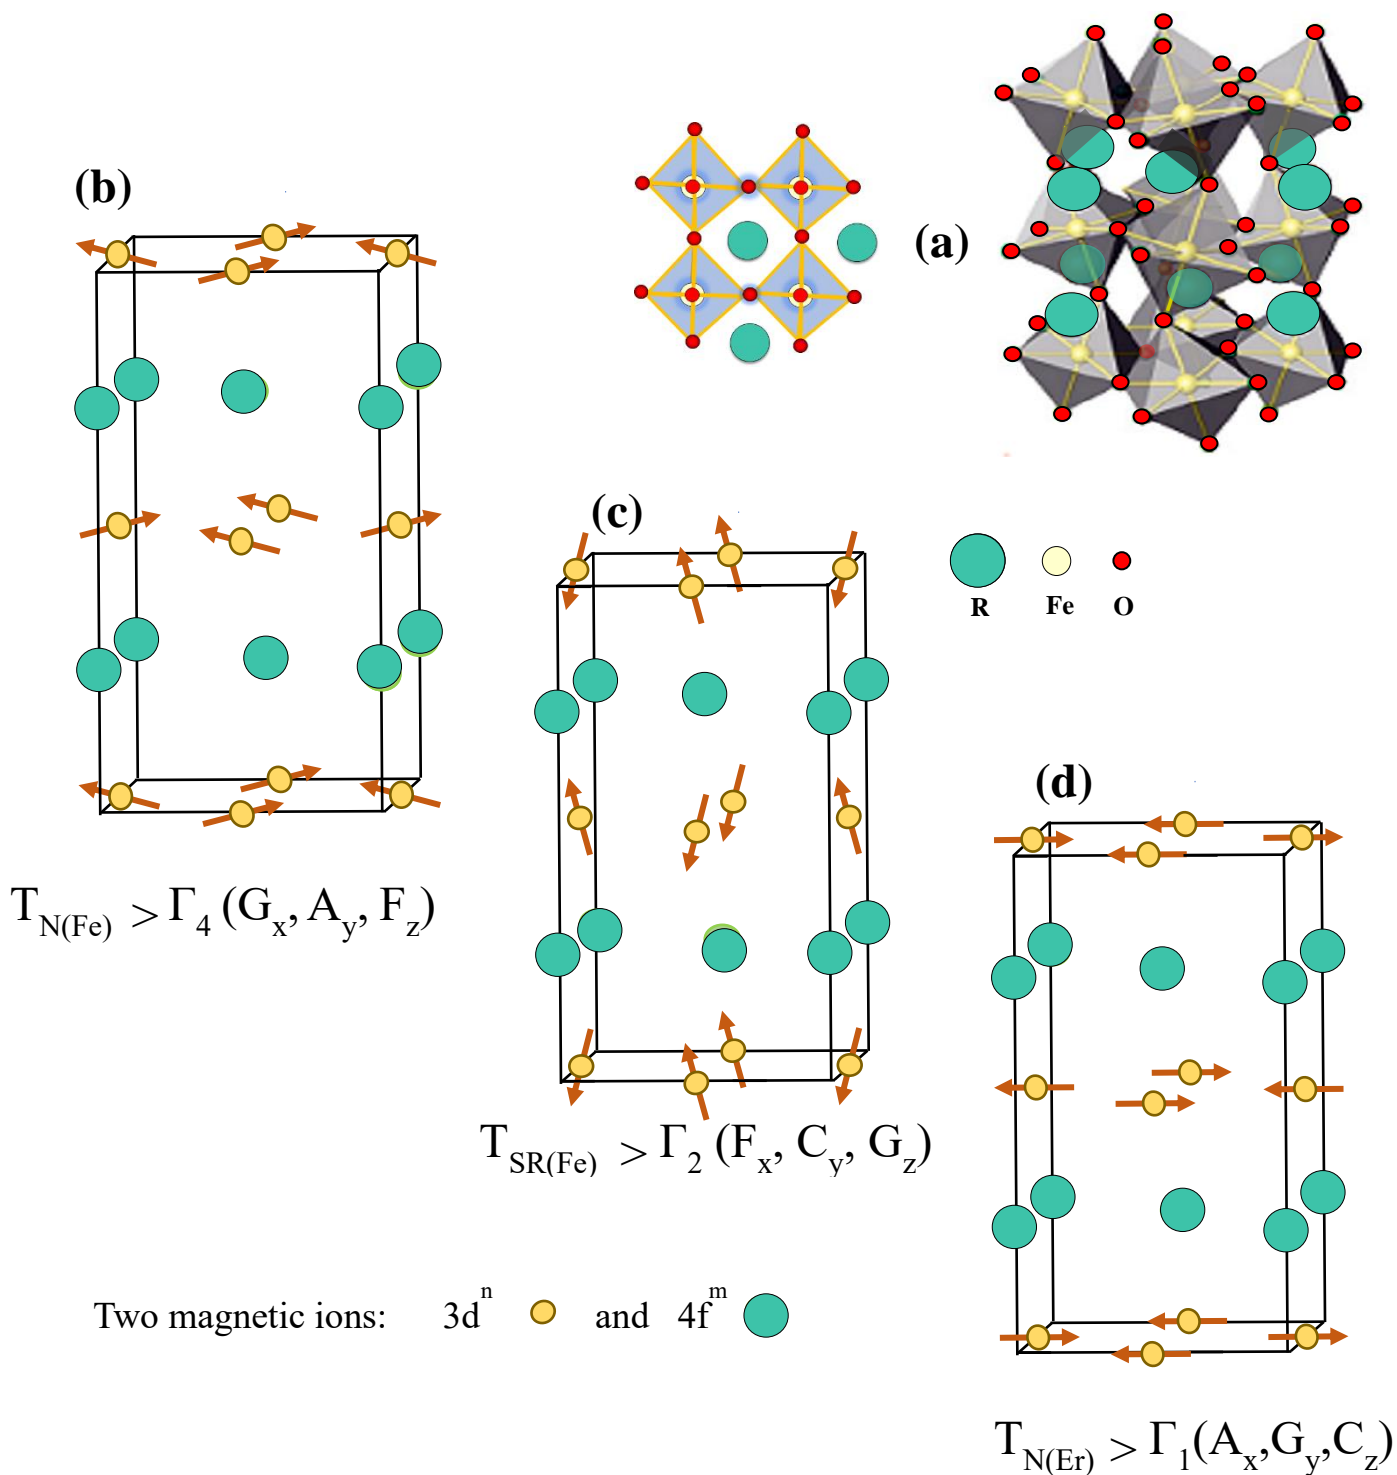 (b)
(a)
(c)
R Fe O
(d)
T_N(Fe) > Γ_4 (G_x, A_y, F_z)
T_SR(Fe) > Γ_2 (F_x, C_y, G_z)
Two magnetic ions: 3d^n and 4f^m
T_N(Er) > Γ_1(A_x,G_y,C_z)